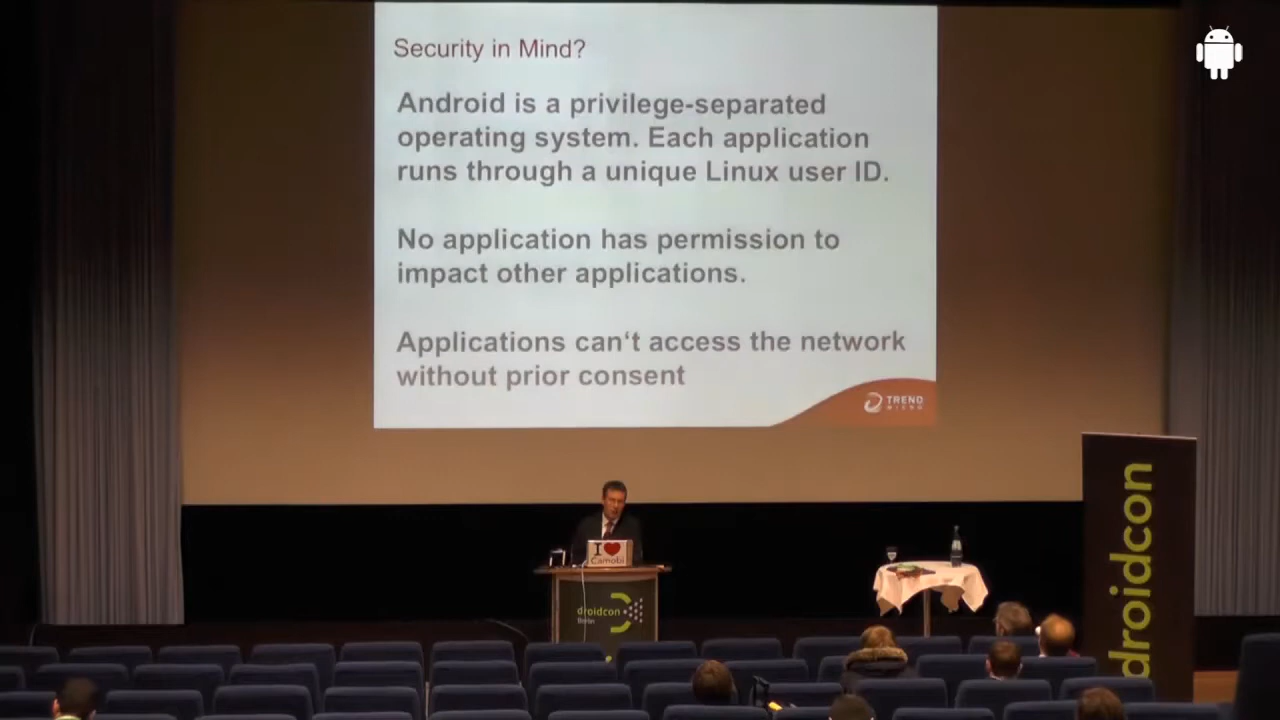 Security in Mind?
Android is a privilege-separated
operating system. Each application
runs through a unique Linux user ID.
No application has permission to
impact other applications.
Applications can‘t access the network
without prior consent
TREND
MICRO
I
Camobi
droidcon
Berlin
droidcon